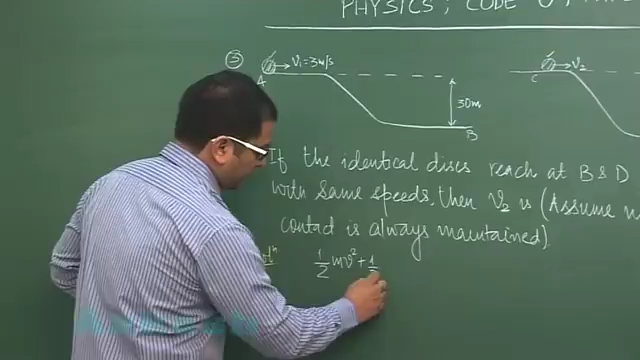 PHYSICS; CODE
3
V₁=3m/s
V₂
A
C
30m
B
If the identical discs reach at B & D
with same speeds, then V₂ is (Assume
contact is always maintained).
1/2 mv² + 1/2